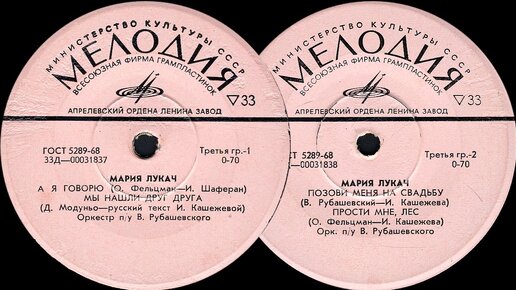 МИНИСТЕРСТВО КУЛЬТУРЫ СССР
МЕЛОДИЯ
ВСЕСОЮЗНАЯ ФИРМА ГРАМПЛАСТИНОК
▽33
АПРЕЛЕВСКИЙ ОРДЕНА ЛЕНИНА ЗАВОД
ГОСТ 5289-68
33Д—00031837
Третья гр.-1
0-70
МАРИЯ ЛУКАЧ
А Я ГОВОРЮ (О. Фельцман—И. Шаферан)
МЫ НАШЛИ ДРУГ ДРУГА
(Д. Модуньо—русский текст И. Кашежевой)
Оркестр п/у В. Рубашевского
МИНИСТЕРСТВО КУЛЬТУРЫ СССР
МЕЛОДИЯ
ВСЕСОЮЗНАЯ ФИРМА ГРАМПЛАСТИНОК
▽33
АПРЕЛЕВСКИЙ ОРДЕНА ЛЕНИНА ЗАВОД
ГОСТ 5289-68
—00031838
Третья гр.-2
0-70
МАРИЯ ЛУКАЧ
ПОЗОВИ МЕНЯ НА СВАДЬБУ
(В. Рубашевский—И. Кашежева)
ПРОСТИ МНЕ, ЛЕС
(О. Фельцман—И. Кашежева)
Орк. п/у В. Рубашевского